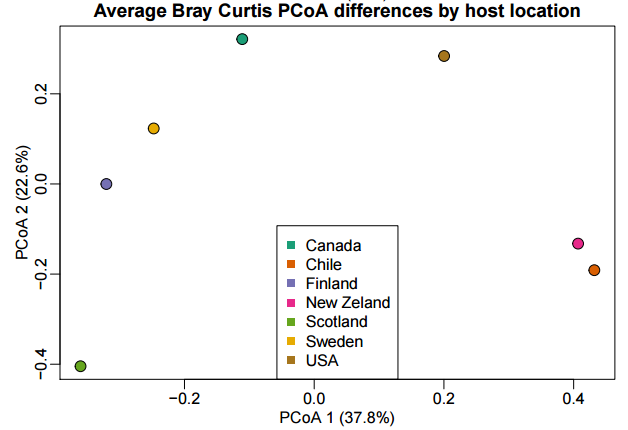 Average Bray Curtis PCoA differences by host location
PCoA 2 (22.6%)
0.2
0.0
−0.2
−0.4
Canada
Chile
Finland
New Zeland
Scotland
Sweden
USA
−0.2
0.0
0.2
0.4
PCoA 1 (37.8%)